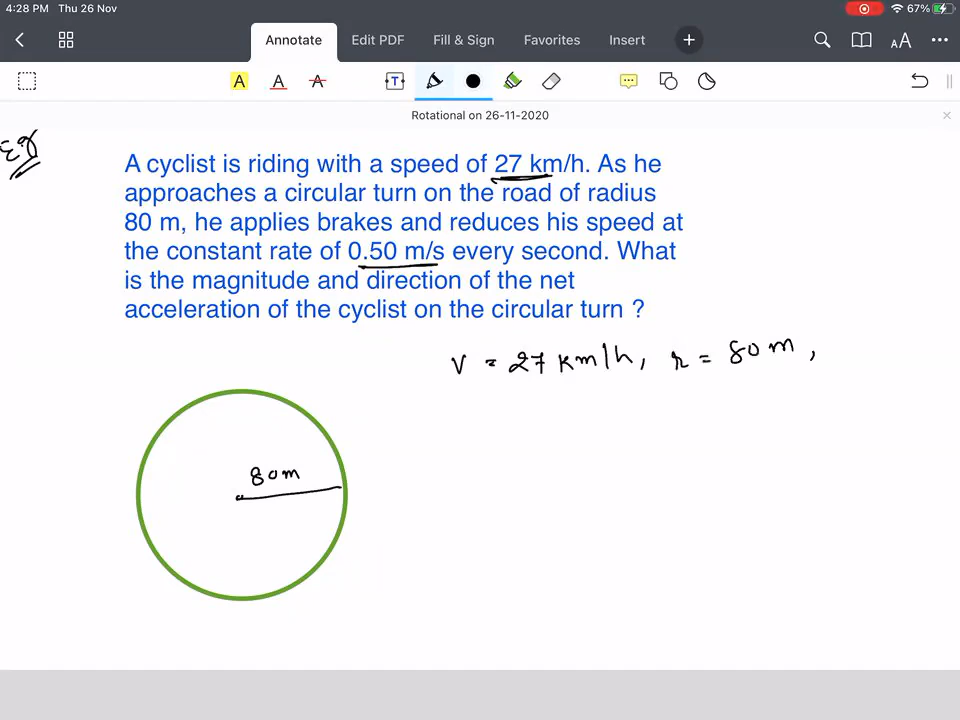 4:28 PM Thu 26 Nov 67%
Annotate Edit PDF Fill & Sign Favorites Insert
A A A T AA
Rotational on 26-11-2020
Ex
A cyclist is riding with a speed of 27 km/h. As he
approaches a circular turn on the road of radius
80 m, he applies brakes and reduces his speed at
the constant rate of 0.50 m/s every second. What
is the magnitude and direction of the net
acceleration of the cyclist on the circular turn ?
v = 27 km/h, r = 80 m,
80m